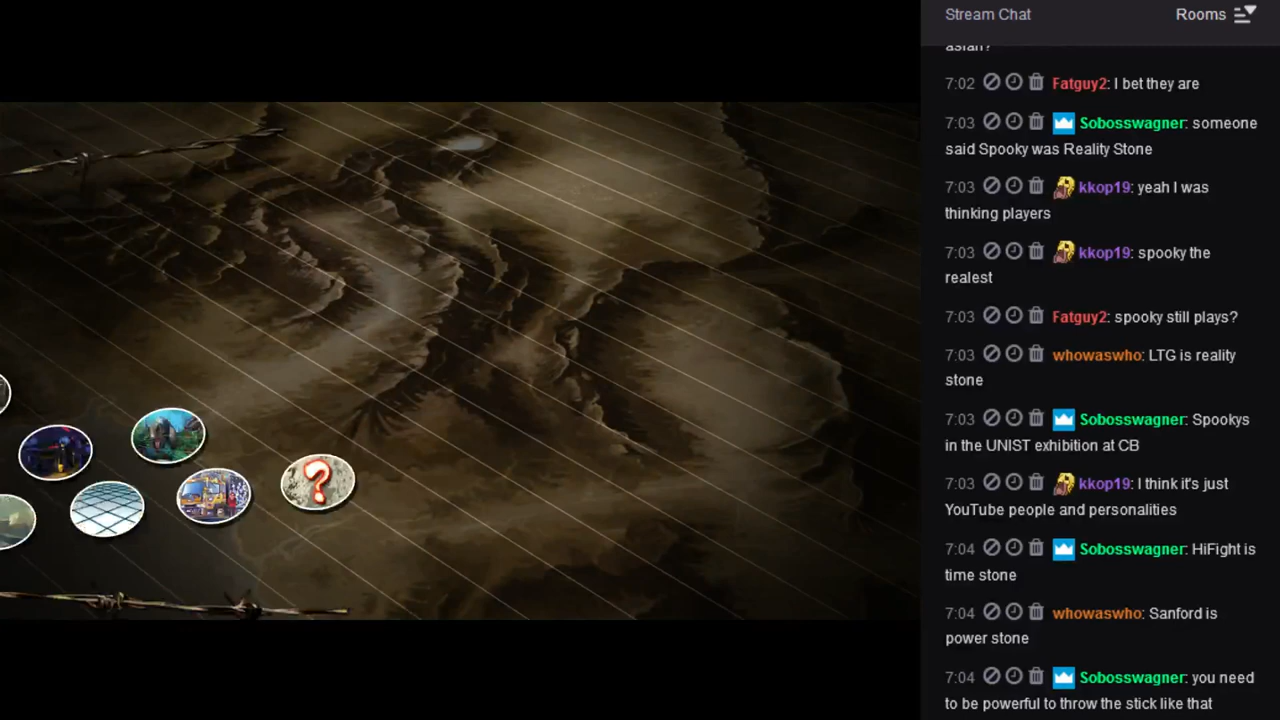 Stream Chat
Rooms
asian?
7:02 Fatguy2: I bet they are
7:03 Sobosswagner: someone
said Spooky was Reality Stone
7:03 kkop19: yeah I was
thinking players
7:03 kkop19: spooky the
realest
7:03 Fatguy2: spooky still plays?
7:03 whowaswho: LTG is reality
stone
7:03 Sobosswagner: Spookys
in the UNIST exhibition at CB
7:03 kkop19: I think it's just
YouTube people and personalities
7:04 Sobosswagner: HiFight is
time stone
7:04 whowaswho: Sanford is
power stone
7:04 Sobosswagner: you need
to be powerful to throw the stick like that
?